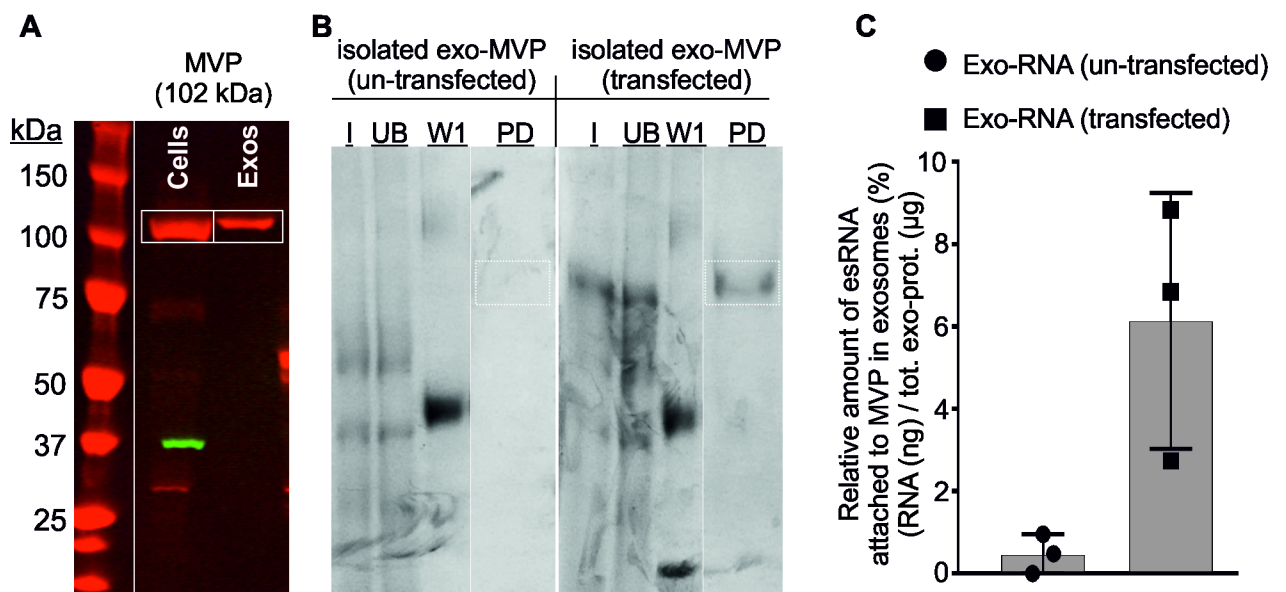 A
MVP
(102 kDa)
kDa
Cells
Exos
150
100
75
50
37
25
B
isolated exo-MVP
(un-transfected)
isolated exo-MVP
(transfected)
I UB W1 PD
I UB W1 PD
C
Exo-RNA (un-transfected)
Exo-RNA (transfected)
Relative amount of esRNA
attached to MVP in exosomes (%)
(RNA (ng) / tot. exo-prot. (µg)
10
8
6
4
2
0